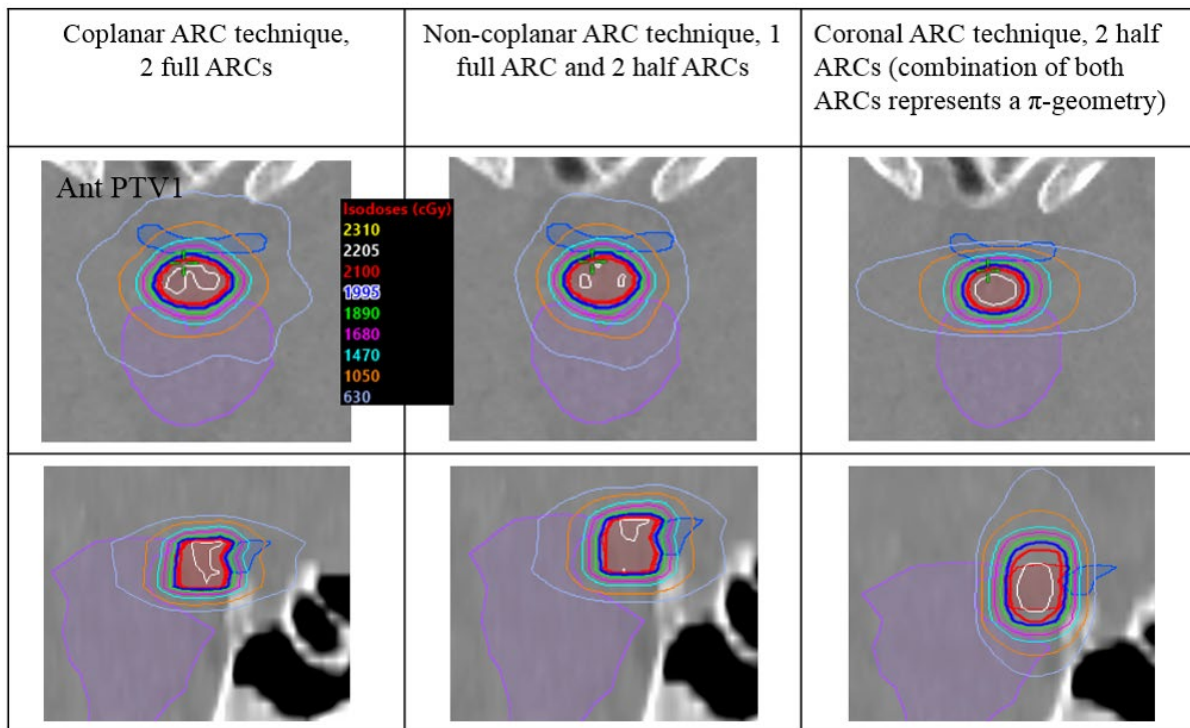 Coplanar ARC technique,
2 full ARCs
Non-coplanar ARC technique, 1
full ARC and 2 half ARCs
Coronal ARC technique, 2 half
ARCs (combination of both
ARCs represents a π-geometry)
Ant PTV1
Isodoses (cGy)
2310
2205
2100
1995
1890
1680
1470
1050
630